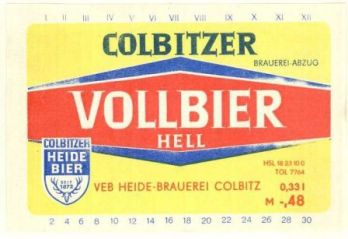 I II III IV V VI VII VIII IX X XI XII
COLBITZER
BRAUEREI-ABZUG
VOLLBIER
HELL
COLBITZER
HEIDE
BIER
SEIT
1872
HSL 18 23 10 0
TGL 7764
VEB HEIDE-BRAUEREI COLBITZ 0,33 l
M -,48
2 4 6 8 10 12 14 16 18 20 22 24 26 28 30